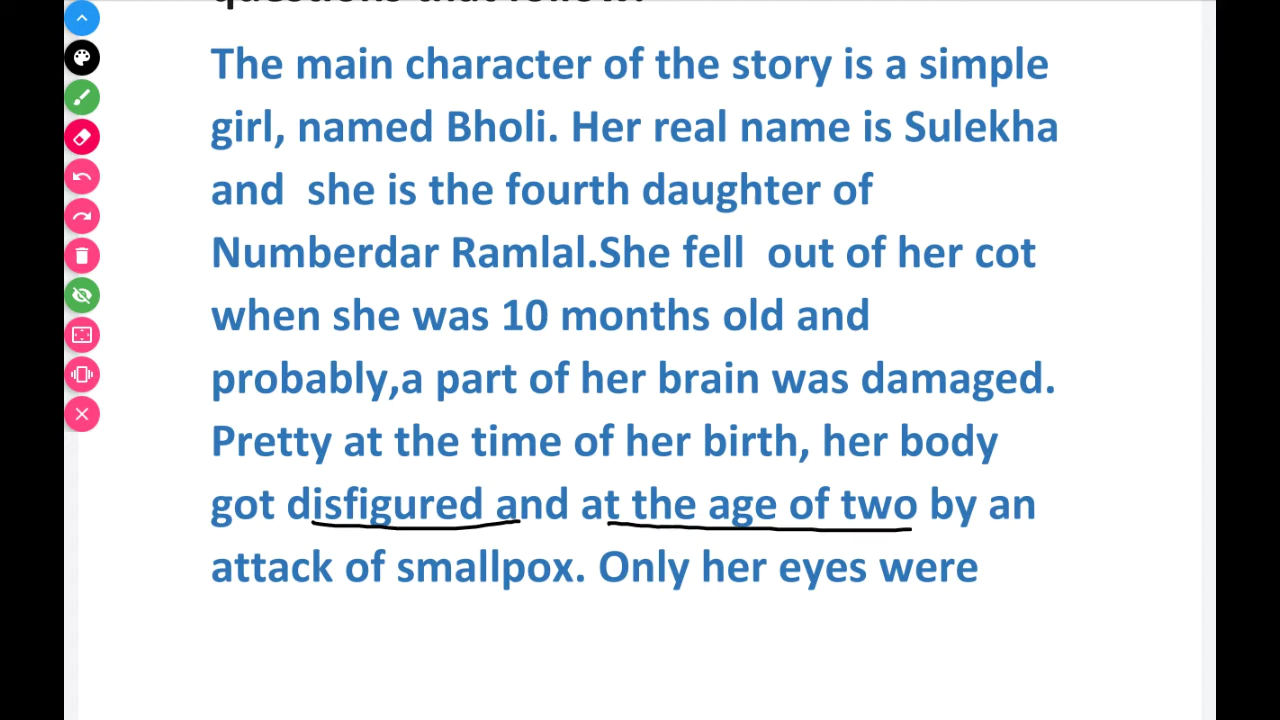 questions that follow:
The main character of the story is a simple
girl, named Bholi. Her real name is Sulekha
and  she is the fourth daughter of
Numberdar Ramlal.She fell  out of her cot
when she was 10 months old and
probably,a part of her brain was damaged.
Pretty at the time of her birth, her body
got disfigured and at the age of two by an
attack of smallpox. Only her eyes were